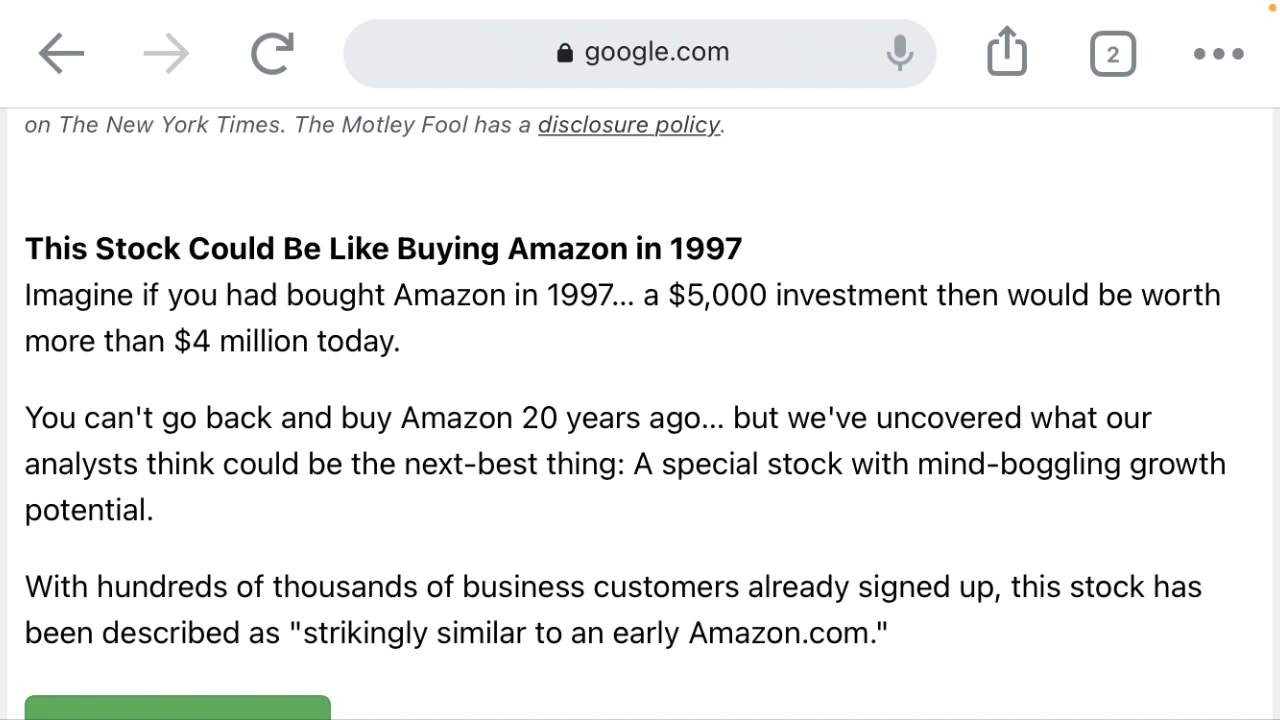 google.com
2
on The New York Times. The Motley Fool has a disclosure policy.
This Stock Could Be Like Buying Amazon in 1997
Imagine if you had bought Amazon in 1997... a $5,000 investment then would be worth
more than $4 million today.
You can't go back and buy Amazon 20 years ago... but we've uncovered what our
analysts think could be the next-best thing: A special stock with mind-boggling growth
potential.
With hundreds of thousands of business customers already signed up, this stock has
been described as "strikingly similar to an early Amazon.com."